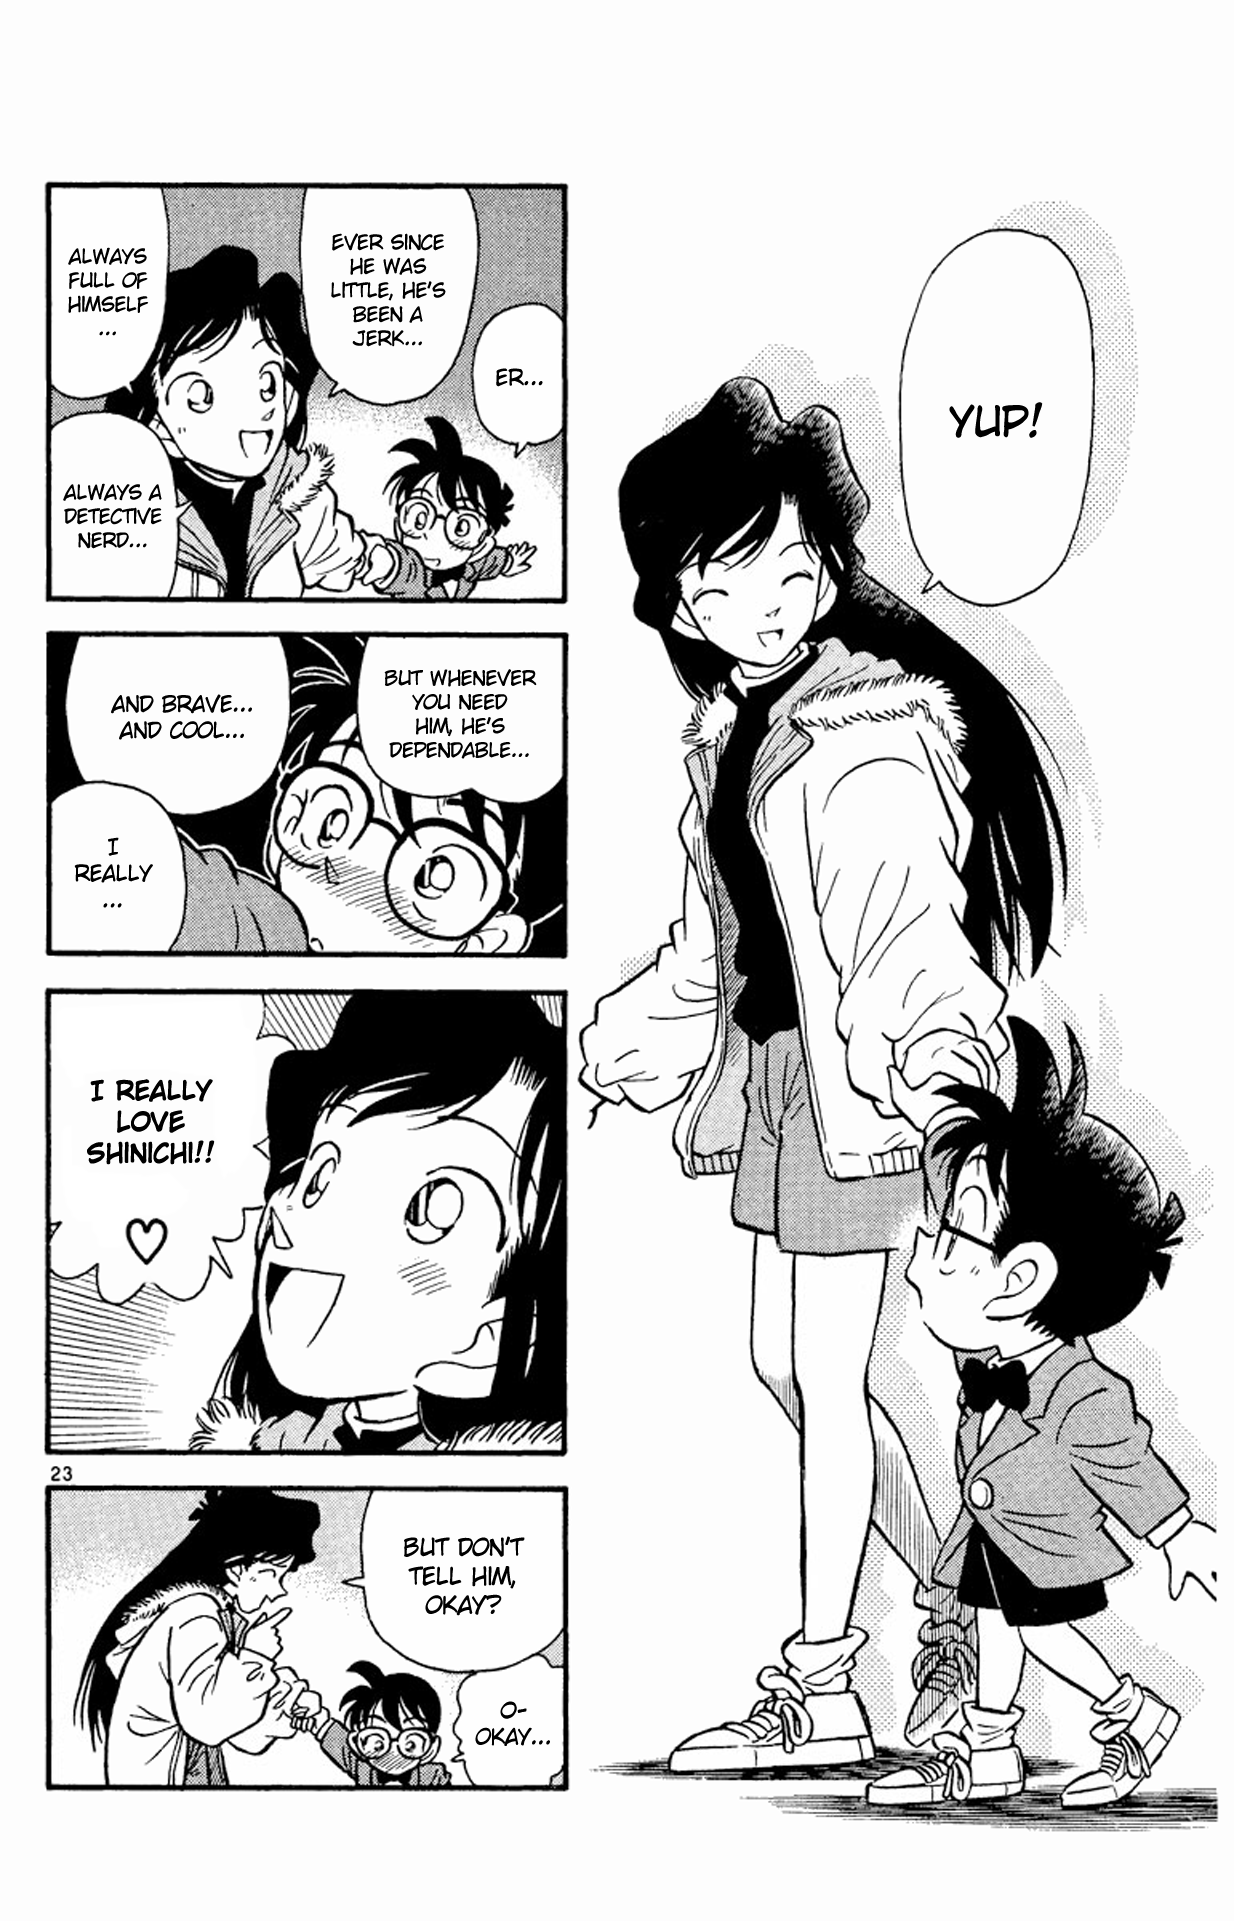 YUP!
EVER SINCE
HE WAS
LITTLE, HE'S
BEEN A
JERK...
ER...
ALWAYS
FULL OF
HIMSELF
...
ALWAYS A
DETECTIVE
NERD...
BUT WHENEVER
YOU NEED
HIM, HE'S
DEPENDABLE...
AND BRAVE...
AND COOL...
I
REALLY
...
I REALLY
LOVE
SHINICHI!!
♡
23
BUT DON'T
TELL HIM,
OKAY?
O-
OKAY...